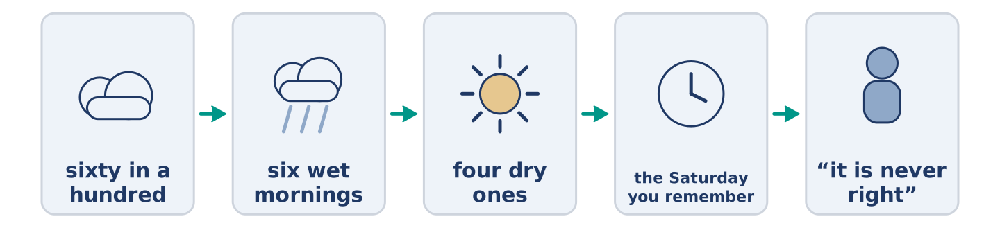 sixty in a
hundred
six wet
mornings
four dry
ones
the Saturday
you remember
“it is never
right”